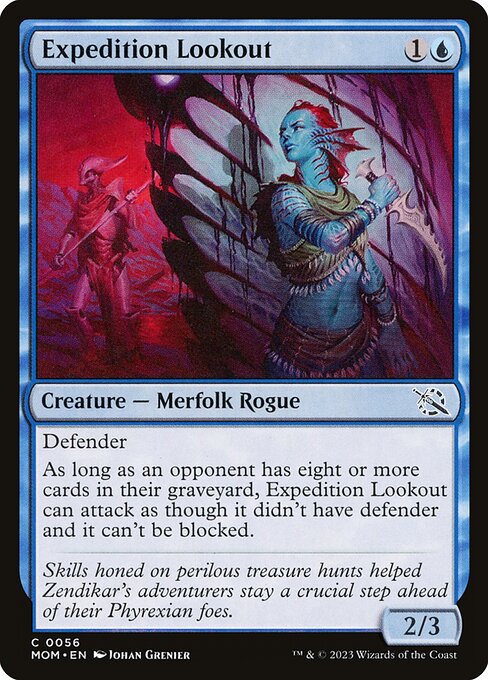 Expedition Lookout 1
Creature — Merfolk Rogue
Defender
As long as an opponent has eight or more
cards in their graveyard, Expedition Lookout
can attack as though it didn't have defender
and it can't be blocked.
Skills honed on perilous treasure hunts helped
Zendikar's adventurers stay a crucial step ahead
of their Phyrexian foes.
2/3
C 0056
MOM • EN Johan Grenier
™ & © 2023 Wizards of the Coast